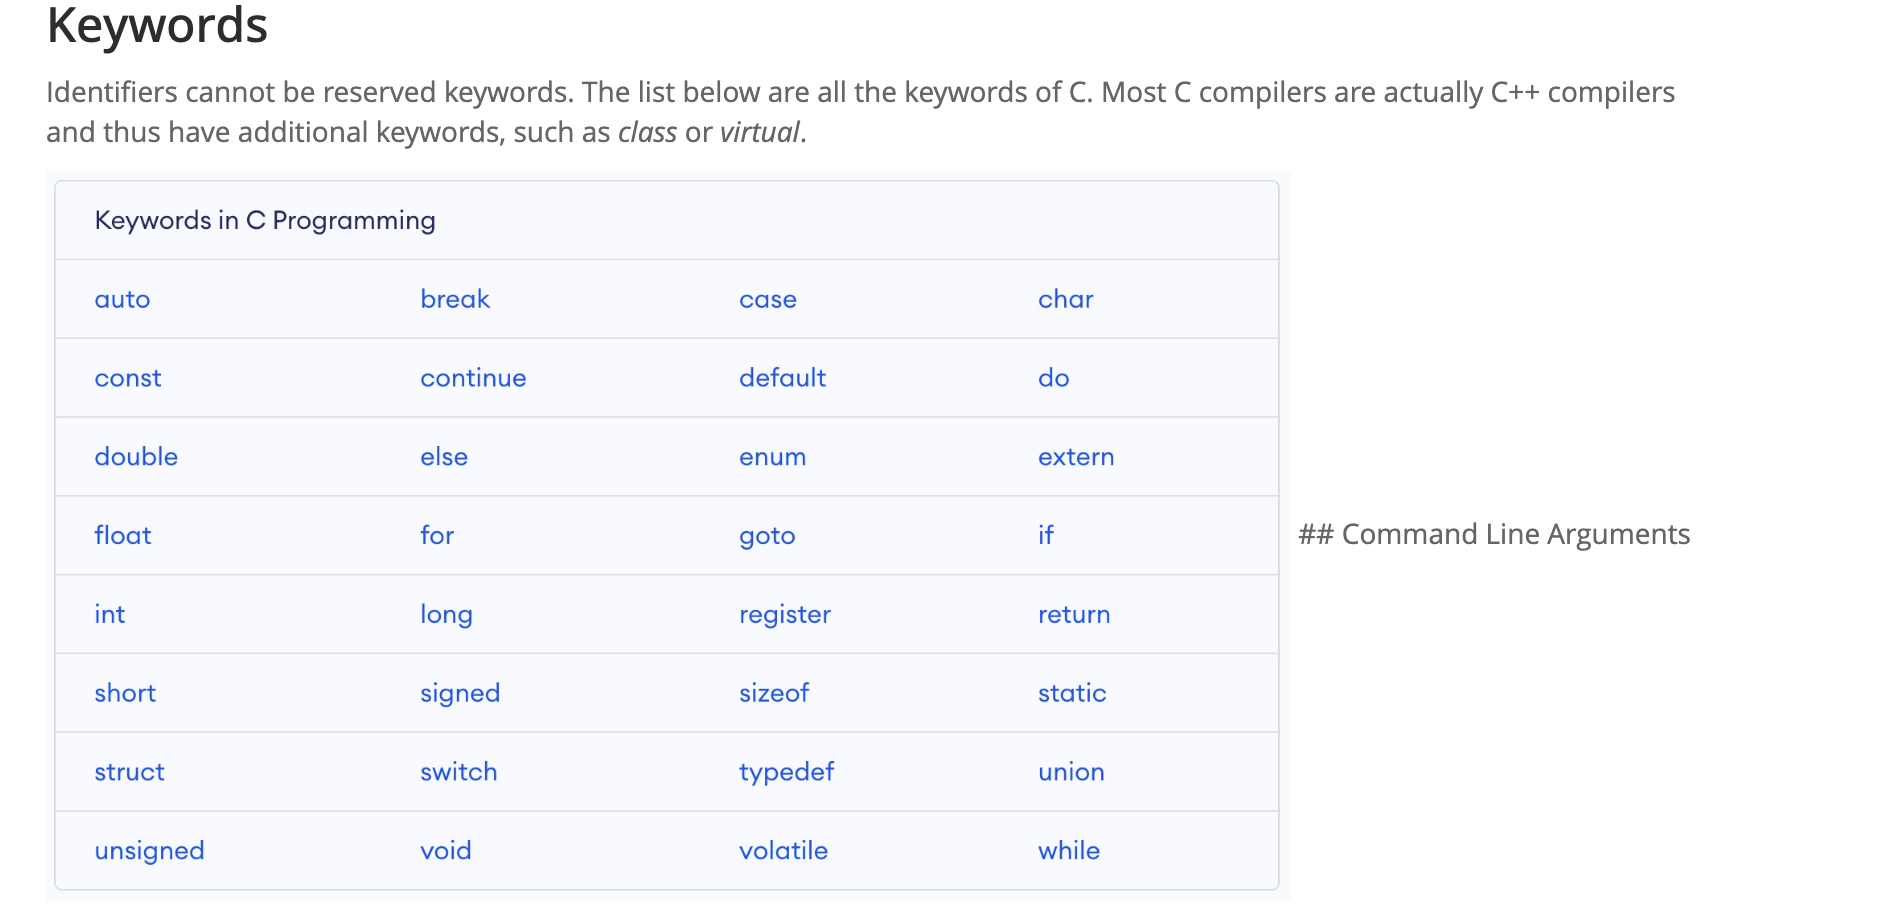 Keywords
Identifiers cannot be reserved keywords. The list below are all the keywords of C. Most C compilers are actually C++ compilers
and thus have additional keywords, such as class or virtual.
Keywords in C Programming
auto break case char
const continue default do
double else enum extern
float for goto if
## Command Line Arguments
int long register return
short signed sizeof static
struct switch typedef union
unsigned void volatile while